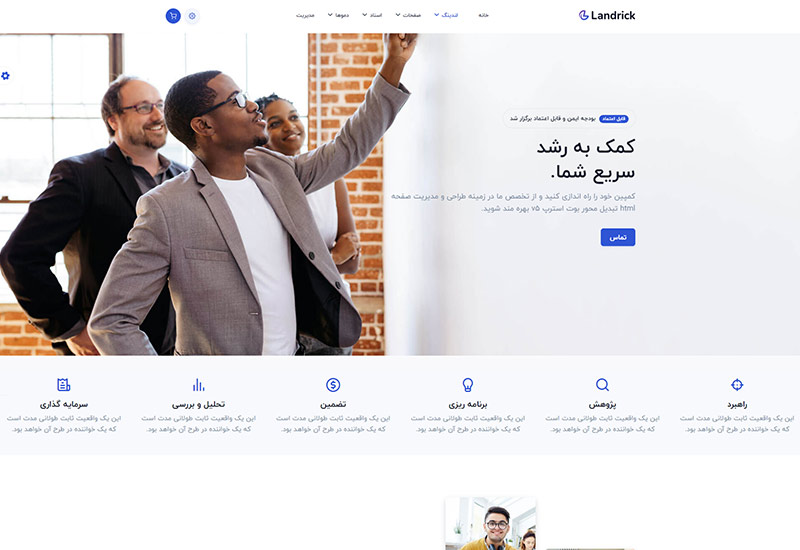 Landrick
خانه
لندینگ
صفحات
اسناد
دموها
مدیریت
قابل اعتماد بودجه ایمن و قابل اعتماد برگزار شد
کمک به رشد
سریع شما.
کمپین خود را راه اندازی کنید و از تخصص ما در زمینه طراحی و مدیریت صفحه
html تبدیل محور بوت استرپ v۵ بهره مند شوید.
تماس
راهبرد
این یک واقعیت ثابت طولانی مدت است
که یک خواننده در طرح آن خواهد بود.
پژوهش
این یک واقعیت ثابت طولانی مدت است
که یک خواننده در طرح آن خواهد بود.
برنامه ریزی
این یک واقعیت ثابت طولانی مدت است
که یک خواننده در طرح آن خواهد بود.
تضمین
این یک واقعیت ثابت طولانی مدت است
که یک خواننده در طرح آن خواهد بود.
تحلیل و بررسی
این یک واقعیت ثابت طولانی مدت است
که یک خواننده در طرح آن خواهد بود.
سرمایه گذاری
این یک واقعیت ثابت طولانی مدت است
که یک خواننده در طرح آن خواهد بود.